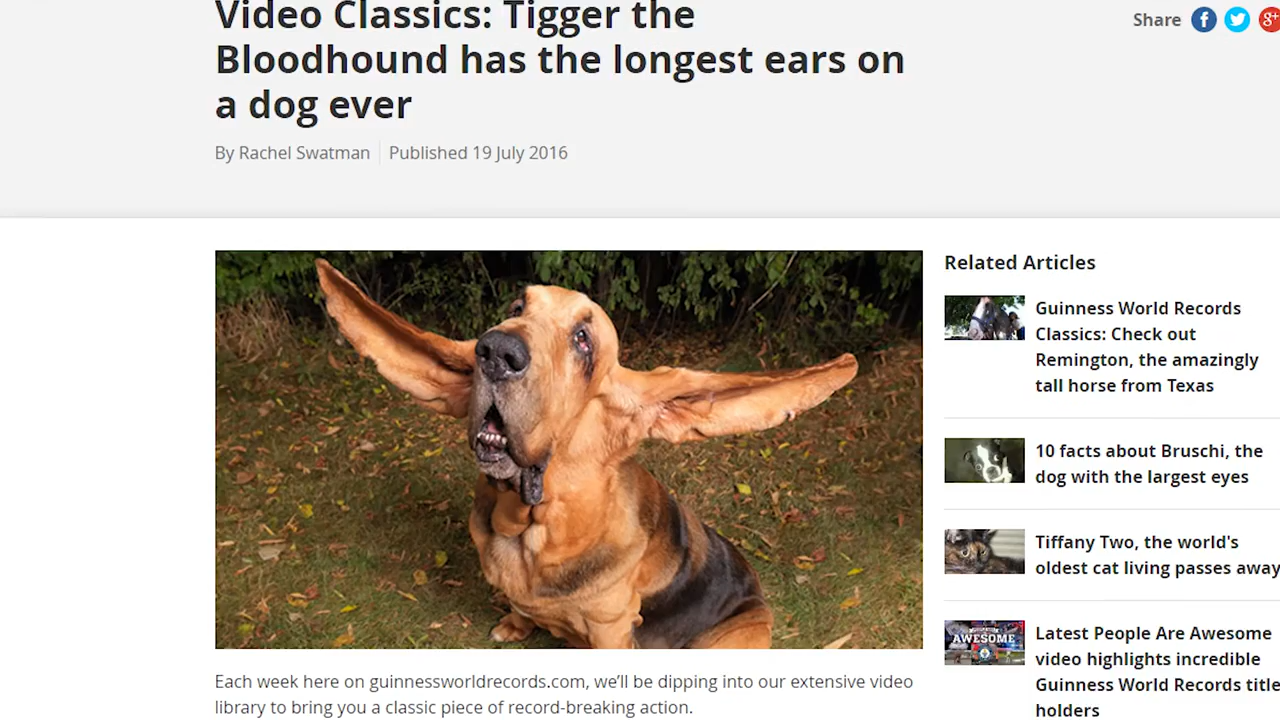 Video Classics: Tigger the
Bloodhound has the longest ears on
a dog ever
Share
By Rachel Swatman
Published 19 July 2016
Related Articles
Guinness World Records
Classics: Check out
Remington, the amazingly
tall horse from Texas
10 facts about Bruschi, the
dog with the largest eyes
Tiffany Two, the world's
oldest cat living passes away
AWESOME
Latest People Are Awesome
video highlights incredible
Guinness World Records title
holders
Each week here on guinnessworldrecords.com, we’ll be dipping into our extensive video
library to bring you a classic piece of record-breaking action.